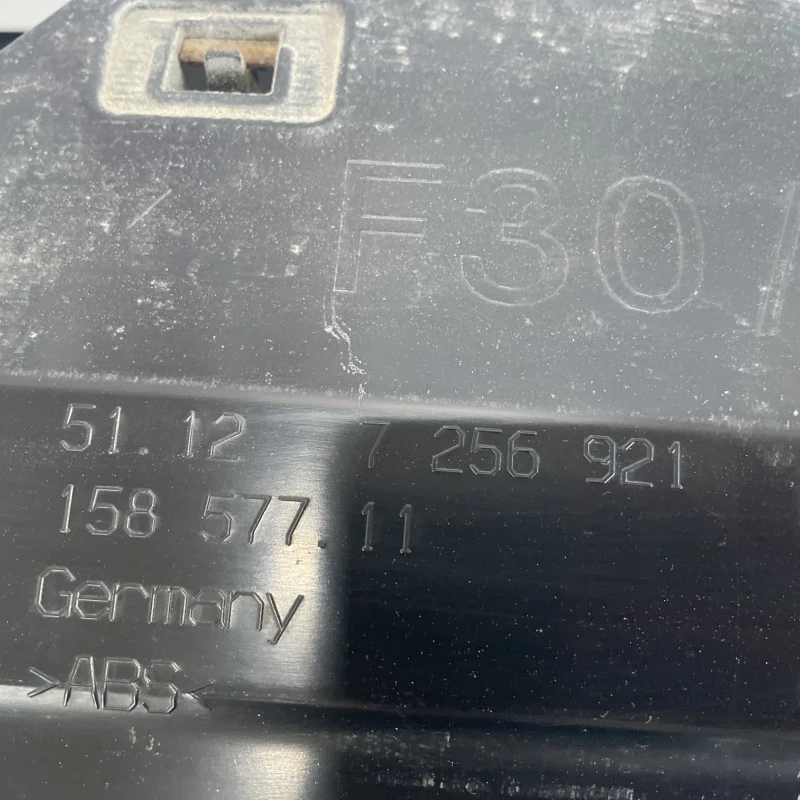 F30
51.12 7 256 921
158 577.11
Germany
>ABS<